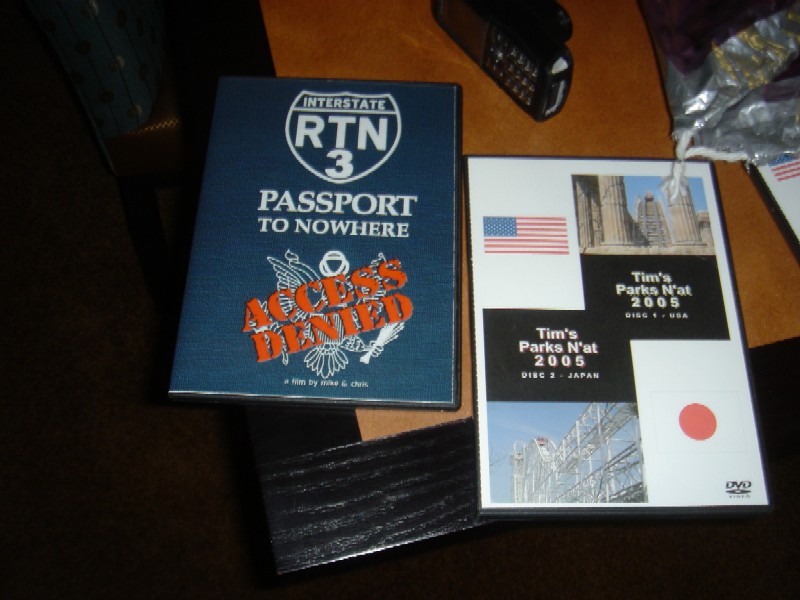 INTERSTATE
RTN
3
PASSPORT
TO NOWHERE
ACCESS
DENIED
a film by mike & chris
Tim's
Parks N'at
2005
DISC 1 - USA
Tim's
Parks N'at
2005
DISC 2 - JAPAN
DVD
VIDEO